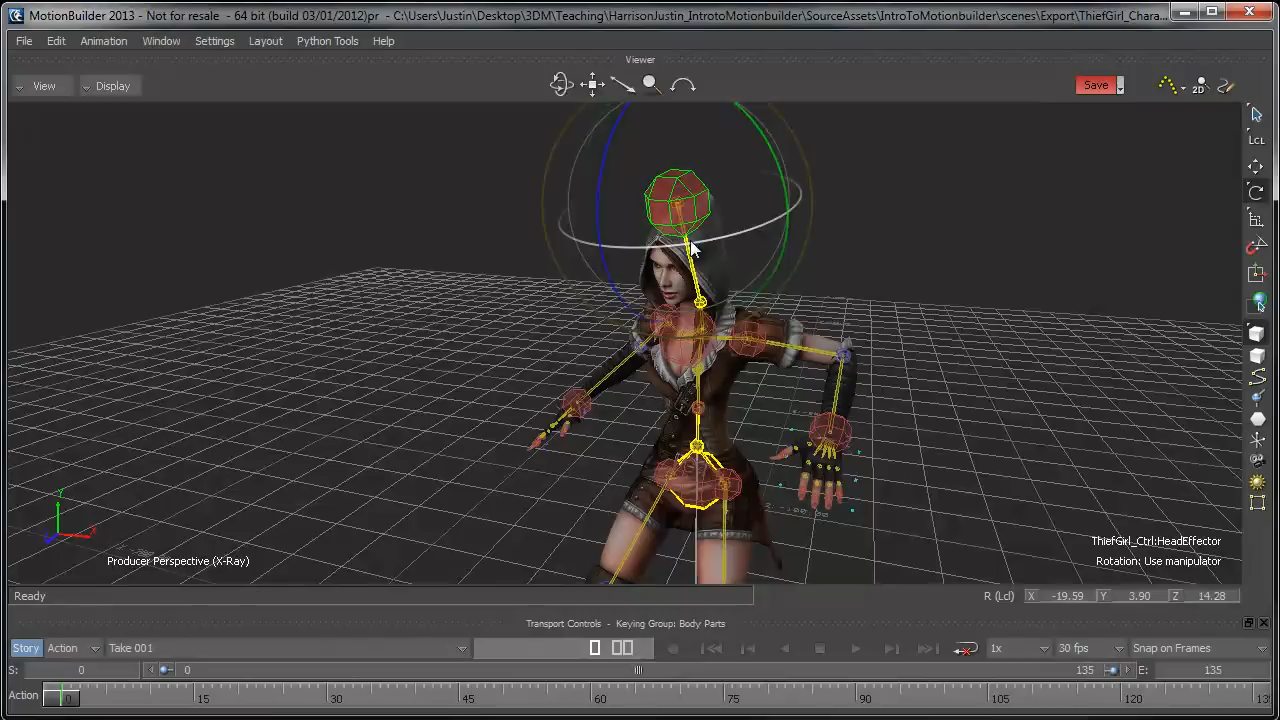 MotionBuilder 2013 - Not for resale - 64 bit (build 03/01/2012)pr - C:\Users\Justin\Desktop\3DM\Teaching\HarrisonJustin_IntrotoMotionbuilder\SourceAssets\IntroToMotionbuilder\scenes\Export\ThiefGirl_Chara...
File Edit Animation Window Settings Layout Python Tools Help
Viewer
View Display Save 2D
LCL
Y
X
Producer Perspective (X-Ray)
ThiefGirl_Ctrl:HeadEffector
Rotation: Use manipulator
Ready R (Lcl) X -19.59 Y 3.90 Z 14.28
Transport Controls - Keying Group: Body Parts
Story Action Take 001 1x 30 fps Snap on Frames
S: 0 0 135 E: 135
Action 0 15 30 45 60 75 90 105 120